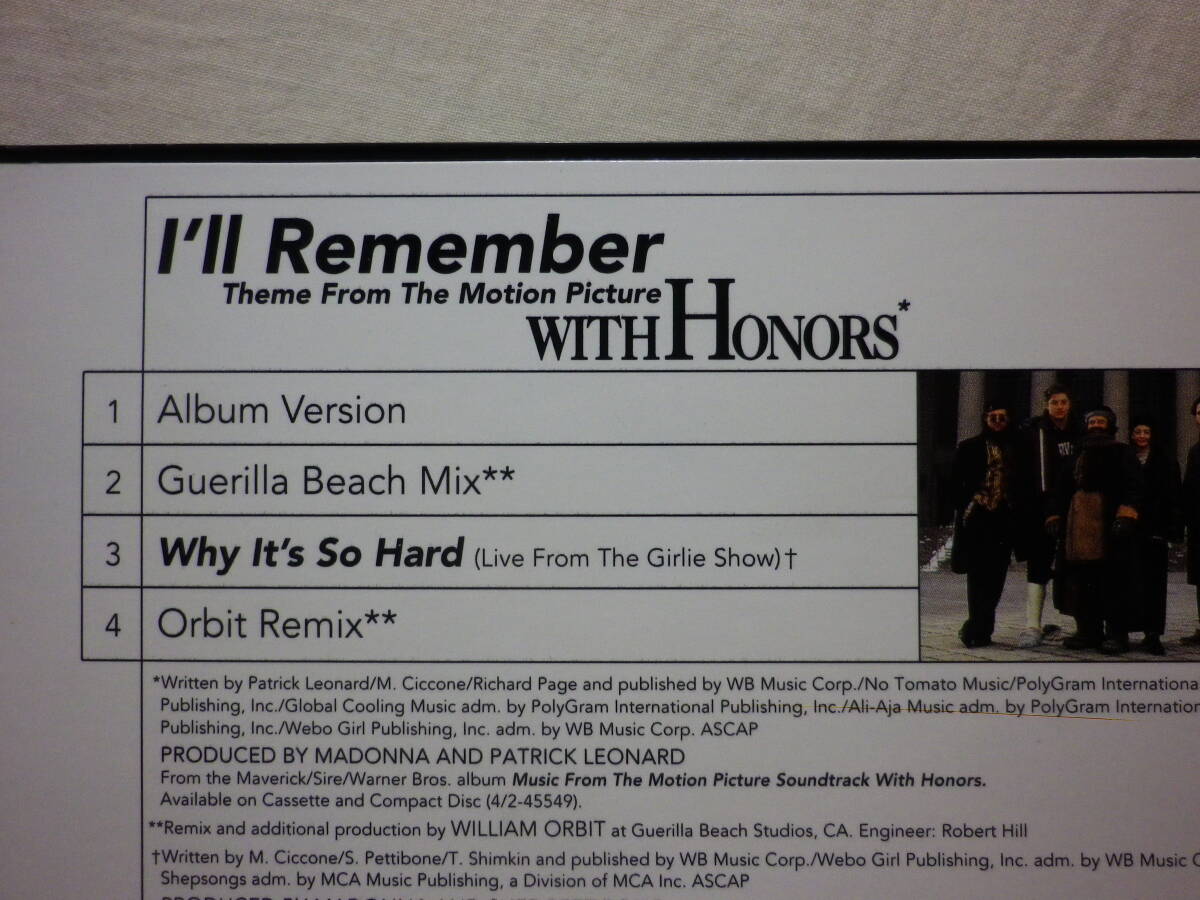 I'll Remember
Theme From The Motion Picture
WITH HONORS*
1 Album Version
2 Guerilla Beach Mix**
3 Why It's So Hard (Live From The Girlie Show)†
4 Orbit Remix**
*Written by Patrick Leonard/M. Ciccone/Richard Page and published by WB Music Corp./No Tomato Music/PolyGram Internationa
Publishing, Inc./Global Cooling Music adm. by PolyGram International Publishing, Inc./Ali-Aja Music adm. by PolyGram Internation
Publishing, Inc./Webo Girl Publishing, Inc. adm. by WB Music Corp. ASCAP
PRODUCED BY MADONNA AND PATRICK LEONARD
From the Maverick/Sire/Warner Bros. album Music From The Motion Picture Soundtrack With Honors.
Available on Cassette and Compact Disc (4/2-45549).
**Remix and additional production by WILLIAM ORBIT at Guerilla Beach Studios, CA. Engineer: Robert Hill
†Written by M. Ciccone/S. Pettibone/T. Shimkin and published by WB Music Corp./Webo Girl Publishing, Inc. adm. by WB Music C
Shepsongs adm. by MCA Music Publishing, a Division of MCA Inc. ASCAP